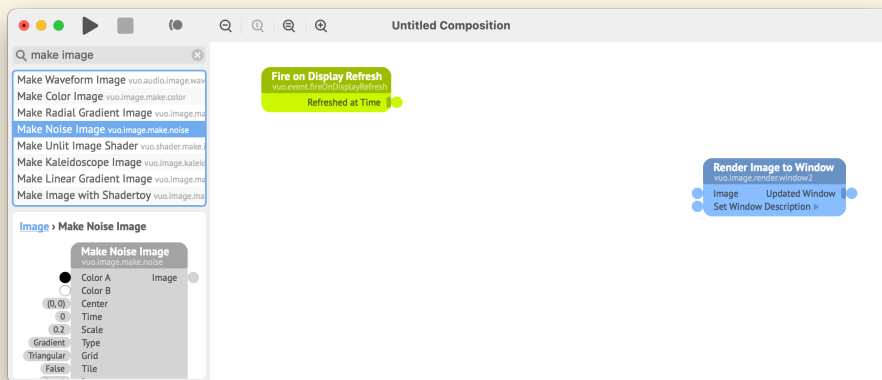 Untitled Composition
make image
Make Waveform Image vuo.audio.image.wav
Make Color Image vuo.image.make.color
Make Radial Gradient Image vuo.image.ma
Make Noise Image vuo.image.make.noise
Make Unlit Image Shader vuo.shader.make.i
Make Kaleidoscope Image vuo.image.kaleid
Make Linear Gradient Image vuo.image.ma
Make Image with Shadertoy vuo.image.ma
Image › Make Noise Image
Make Noise Image
vuo.image.make.noise
Color A Image
Color B
(0, 0) Center
0 Time
0.2 Scale
Gradient Type
Triangular Grid
False Tile
Fire on Display Refresh
vuo.event.fireOnDisplayRefresh
Refreshed at Time
Render Image to Window
vuo.image.render.window2
Image Updated Window
Set Window Description